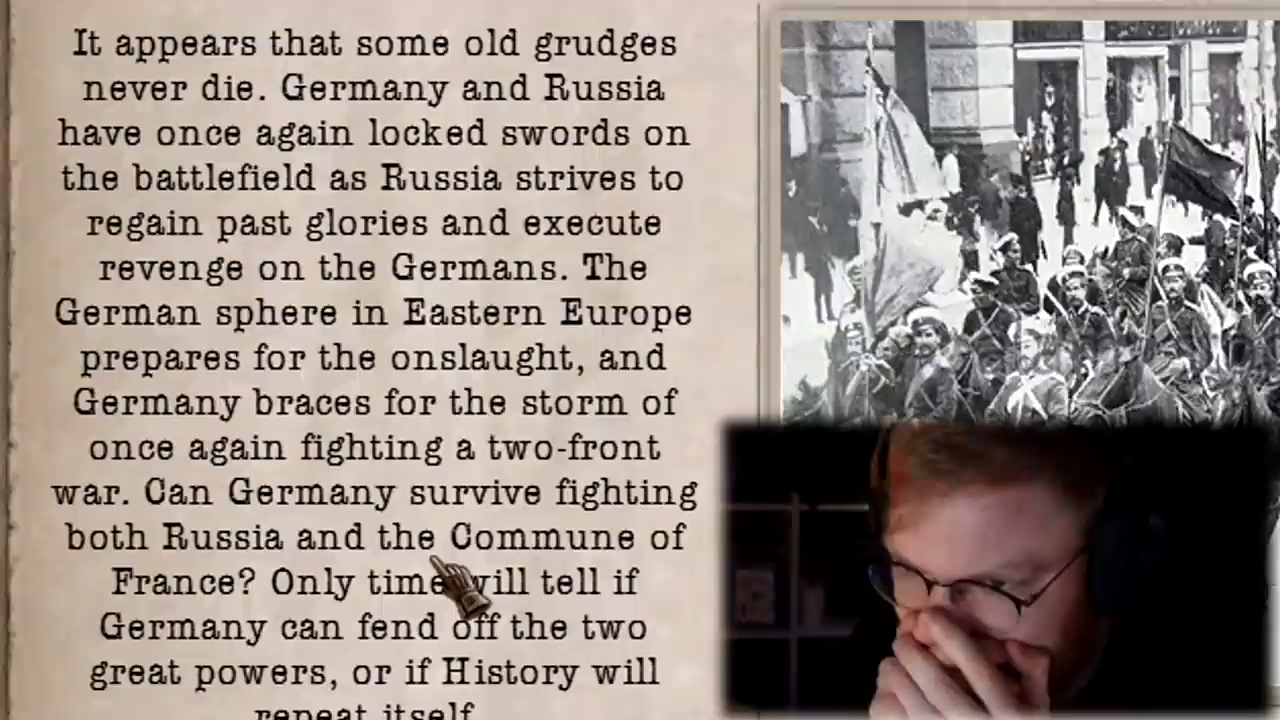 It appears that some old grudges
never die. Germany and Russia
have once again locked swords on
the battlefield as Russia strives to
regain past glories and execute
revenge on the Germans. The
German sphere in Eastern Europe
prepares for the onslaught, and
Germany braces for the storm of
once again fighting a two-front
war. Can Germany survive fighting
both Russia and the Commune of
France? Only time will tell if
Germany can fend off the two
great powers, or if History will
repeat itself